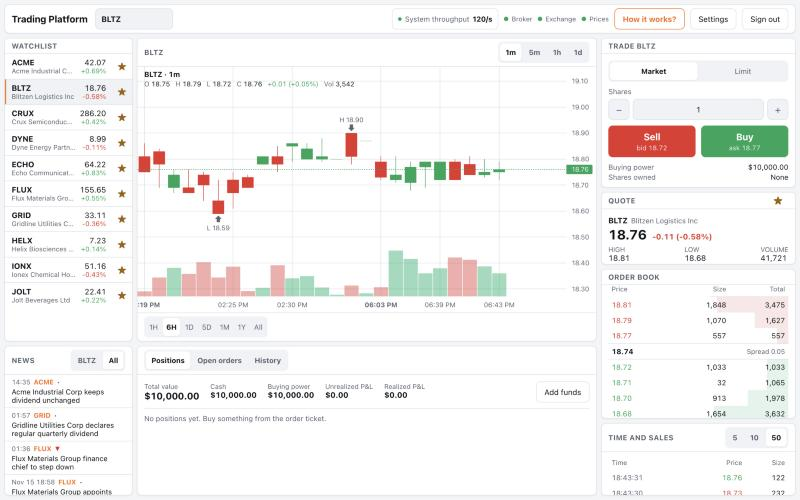 Trading Platform
BLTZ
System throughput 120/s
Broker
Exchange
Prices
How it works?
Settings
Sign out
WATCHLIST
ACME 42.07
Acme Industrial C... +0.69%
BLTZ 18.76
Blitzen Logistics Inc -0.58%
CRUX 286.20
Crux Semiconduc... +0.42%
DYNE 8.99
Dyne Energy Partn... -0.11%
ECHO 64.22
Echo Communicat... +0.83%
FLUX 155.65
Flux Materials Gro... +0.55%
GRID 33.11
Gridline Utilities C... -0.36%
HELX 7.23
Helix Biosciences ... +0.14%
IONX 51.16
Ionox Chemical Ho... -0.43%
JOLT 22.41
Jolt Beverages Ltd +0.22%
NEWS
BLTZ All
14:35 ACME •
Acme Industrial Corp keeps
dividend unchanged
01:57 GRID •
Gridline Utilities Corp declares
regular quarterly dividend
01:36 FLUX ▼
Flux Materials Group finance
chief to step down
Nov 15 18:58 FLUX •
Flux Materials Group appoints
BLTZ
1m 5m 1h 1d
BLTZ · 1m
O 18.75 H 18.79 L 18.72 C 18.76 +0.01 (+0.05%) Vol 3,542
19.10
19.00
18.90
18.80
18.76
18.70
18.60
18.50
18.40
18.30
H 18.90
L 18.59
:19 PM 02:25 PM 02:30 PM 06:03 PM 06:39 PM 06:43 PM
1H 6H 1D 5D 1M 1Y All
Positions Open orders History
Total value Cash Buying power Unrealized P&L Realized P&L
$10,000.00 $10,000.00 $10,000.00 $0.00 $0.00
Add funds
No positions yet. Buy something from the order ticket.
TRADE BLTZ
Market Limit
Shares
− 1 +
Sell Buy
bid 18.72 ask 18.77
Buying power $10,000.00
Shares owned None
QUOTE
BLTZ Blitzen Logistics Inc
18.76 -0.11 (-0.58%)
HIGH LOW VOLUME
18.81 18.68 41,721
ORDER BOOK
Price Size Total
18.81 1,848 3,475
18.79 1,070 1,627
18.77 557 557
18.74 Spread 0.05
18.72 1,033 1,033
18.71 32 1,065
18.70 913 1,978
18.68 1,654 3,632
TIME AND SALES
5 10 50
Time Price Size
18:43:31 18.76 122
18:43:30 18.73 232